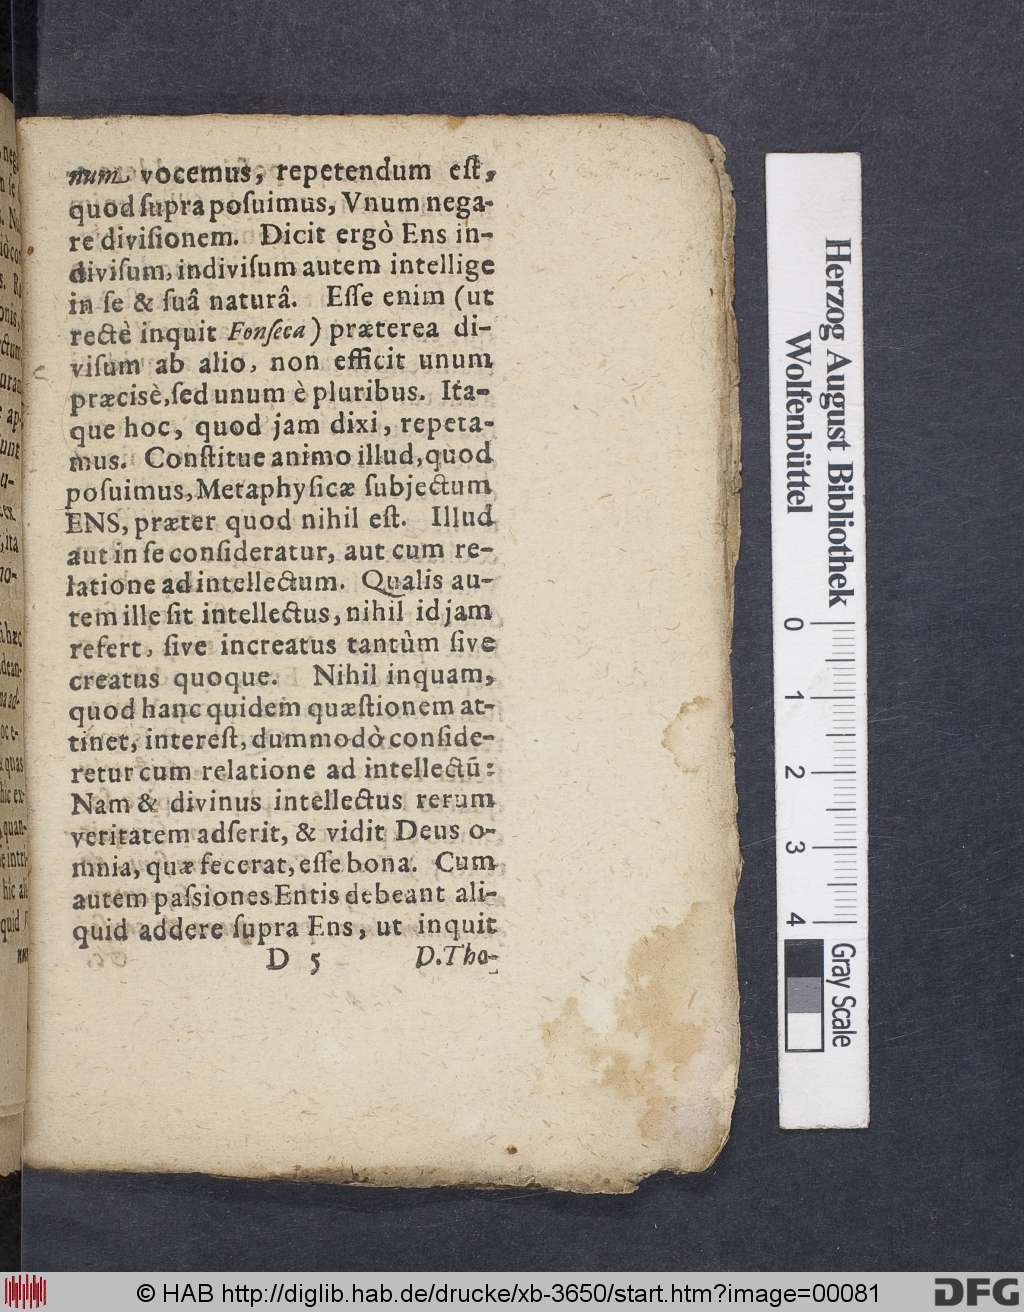 num vocemus, repetendum eſt,
quod ſupra poſuimus, Vnum nega-
re diviſionem. Dicit ergò Ens in-
diviſum, indiviſum autem intellige
in ſe & ſuâ naturâ. Eſſe enim (ut
rectè inquit Fonſeca) præterea di-
viſum ab alio, non efficit unum
præcisè, ſed unum è pluribus. Ita-
que hoc, quod jam dixi, repeta-
mus. Conſtitue animo illud, quod
poſuimus, Metaphyſicæ ſubjectum
ENS, præter quod nihil eſt. Illud
aut in ſe conſideratur, aut cum re-
latione ad intellectum. Qualis au-
tem ille ſit intellectus, nihil id jam
refert, ſive increatus tantùm ſive
creatus quoque. Nihil inquam,
quod hanc quidem quæſtionem at-
tinet, intereſt, dummodò conſide-
retur cum relatione ad intellectū:
Nam & divinus intellectus rerum
veritatem adſerit, & vidit Deus o-
mnia, quæ fecerat, eſſe bona. Cum
autem paſsiones Entis debeant ali-
quid addere ſupra Ens, ut inquit
D 5 D. Tho-
Herzog August Bibliothek
Wolfenbüttel
0 1 2 3 4
Gray Scale
© HAB http://diglib.hab.de/drucke/xb-3650/start.htm?image=00081
DFG